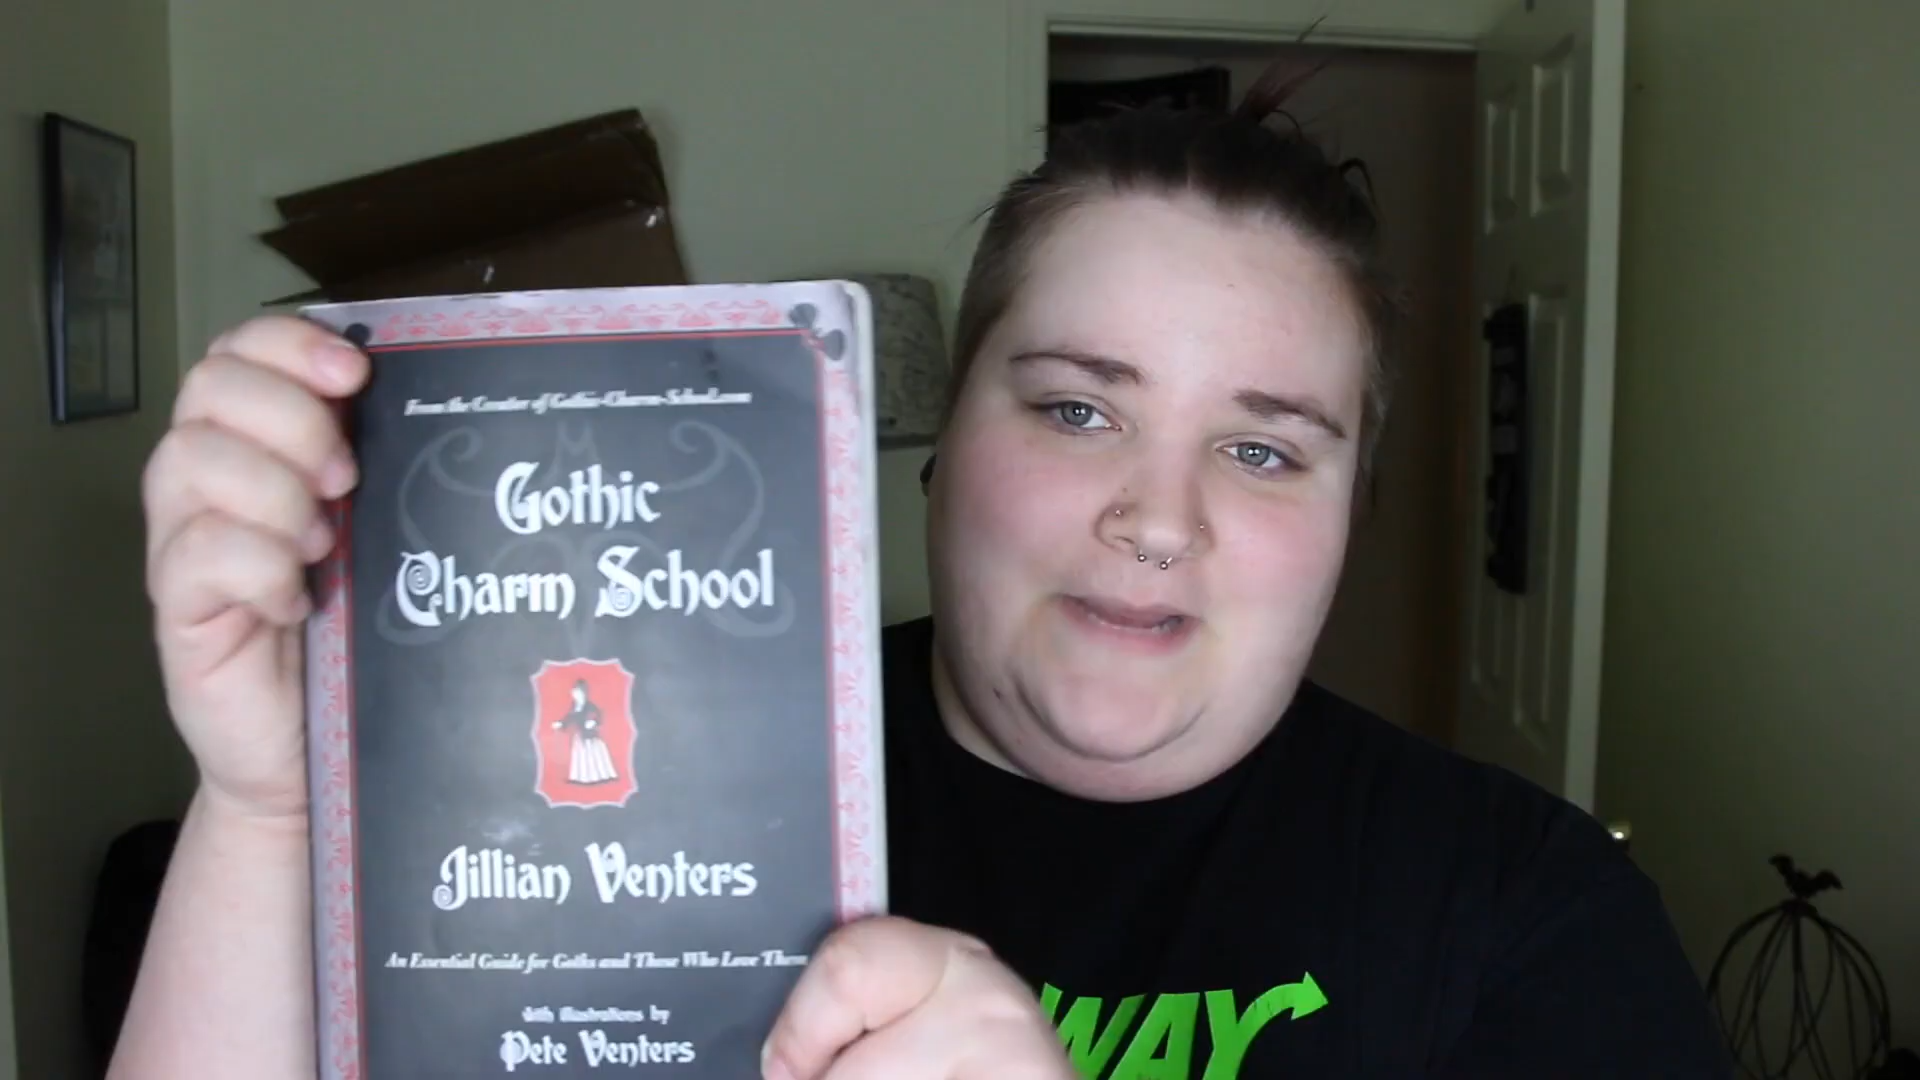 From the Creator of Gothic-Charm-School.com
Gothic
Charm School
Jillian Venters
An Essential Guide for Goths and Those Who Love Them
with illustrations by
Pete Venters
WAY